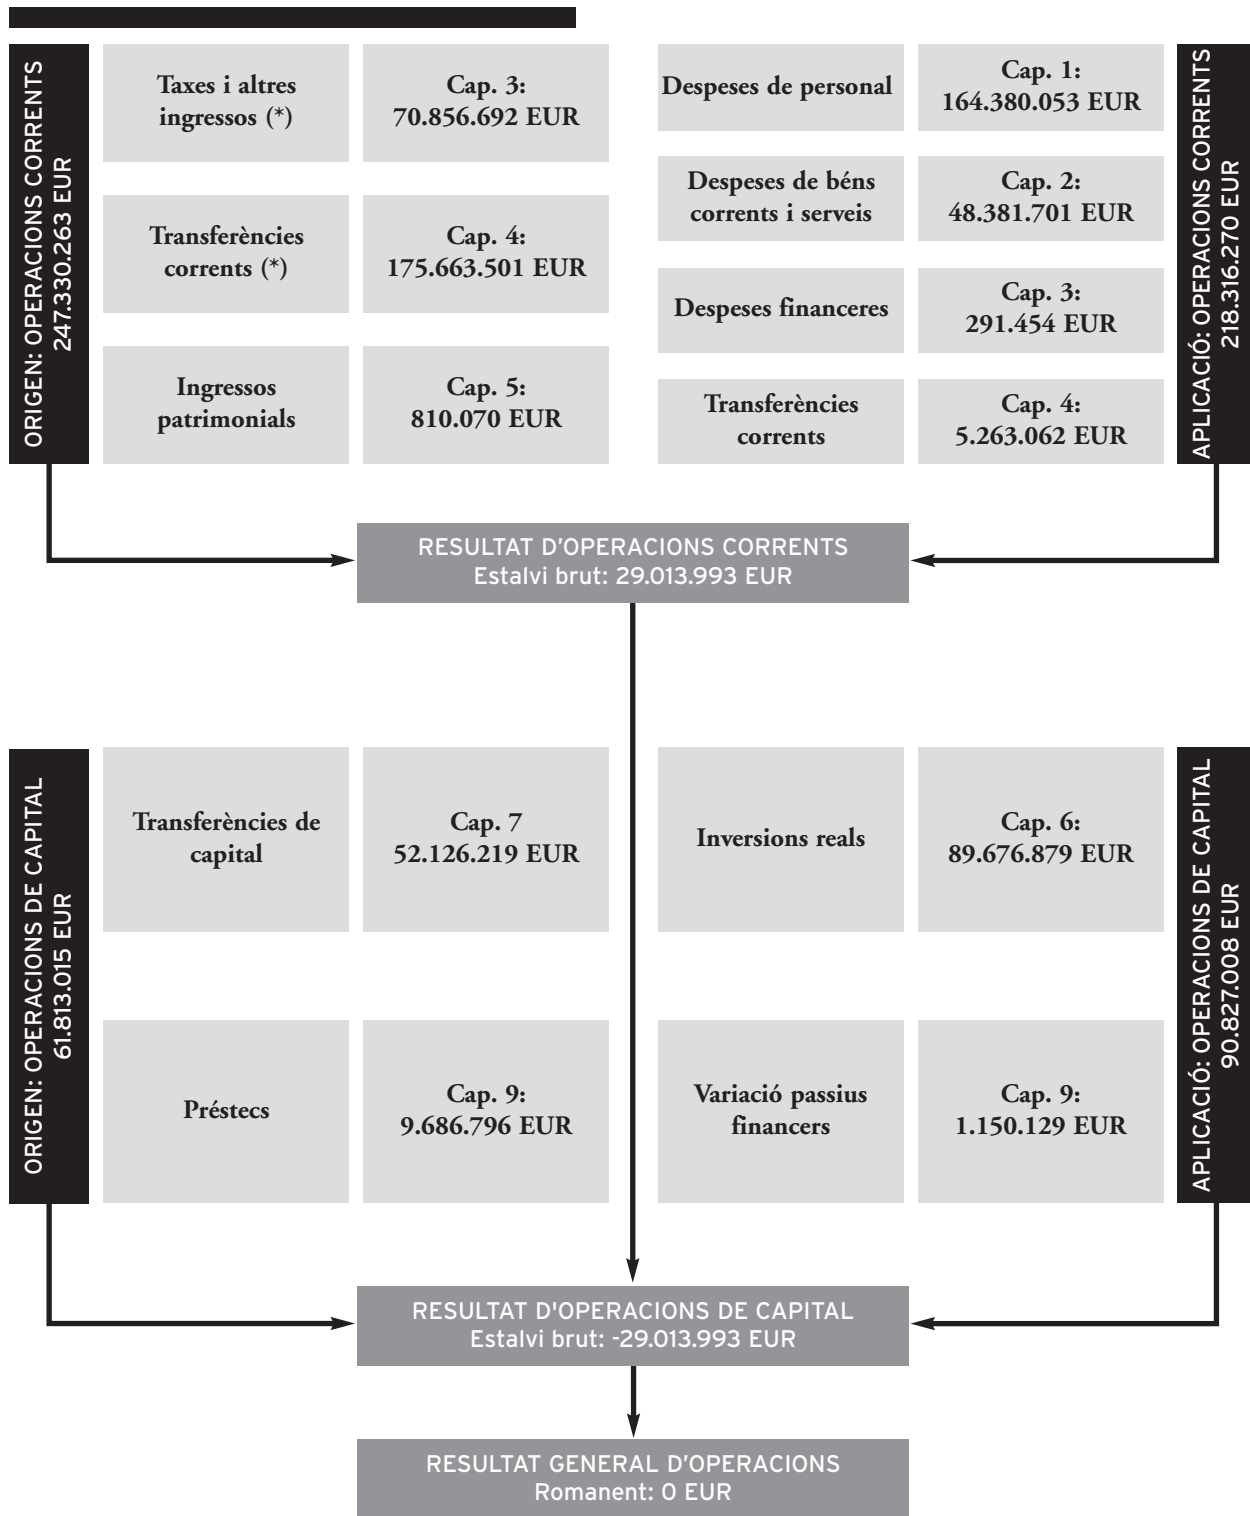 ORIGEN: OPERACIONS CORRENTS
247.330.263 EUR
Taxes i altres
ingressos (*)
Cap. 3:
70.856.692 EUR
Transferències
corrents (*)
Cap. 4:
175.663.501 EUR
Ingressos
patrimonials
Cap. 5:
810.070 EUR
Despeses de personal
Cap. 1:
164.380.053 EUR
Despeses de béns
corrents i serveis
Cap. 2:
48.381.701 EUR
Despeses financeres
Cap. 3:
291.454 EUR
Transferències
corrents
Cap. 4:
5.263.062 EUR
APLICACIÓ: OPERACIONS CORRENTS
218.316.270 EUR
RESULTAT D'OPERACIONS CORRENTS
Estalvi brut: 29.013.993 EUR
ORIGEN: OPERACIONS DE CAPITAL
61.813.015 EUR
Transferències de
capital
Cap. 7
52.126.219 EUR
Préstecs
Cap. 9:
9.686.796 EUR
Inversions reals
Cap. 6:
89.676.879 EUR
Variació passius
financers
Cap. 9:
1.150.129 EUR
APLICACIÓ: OPERACIONS DE CAPITAL
90.827.008 EUR
RESULTAT D'OPERACIONS DE CAPITAL
Estalvi brut: -29.013.993 EUR
RESULTAT GENERAL D'OPERACIONS
Romanent: 0 EUR